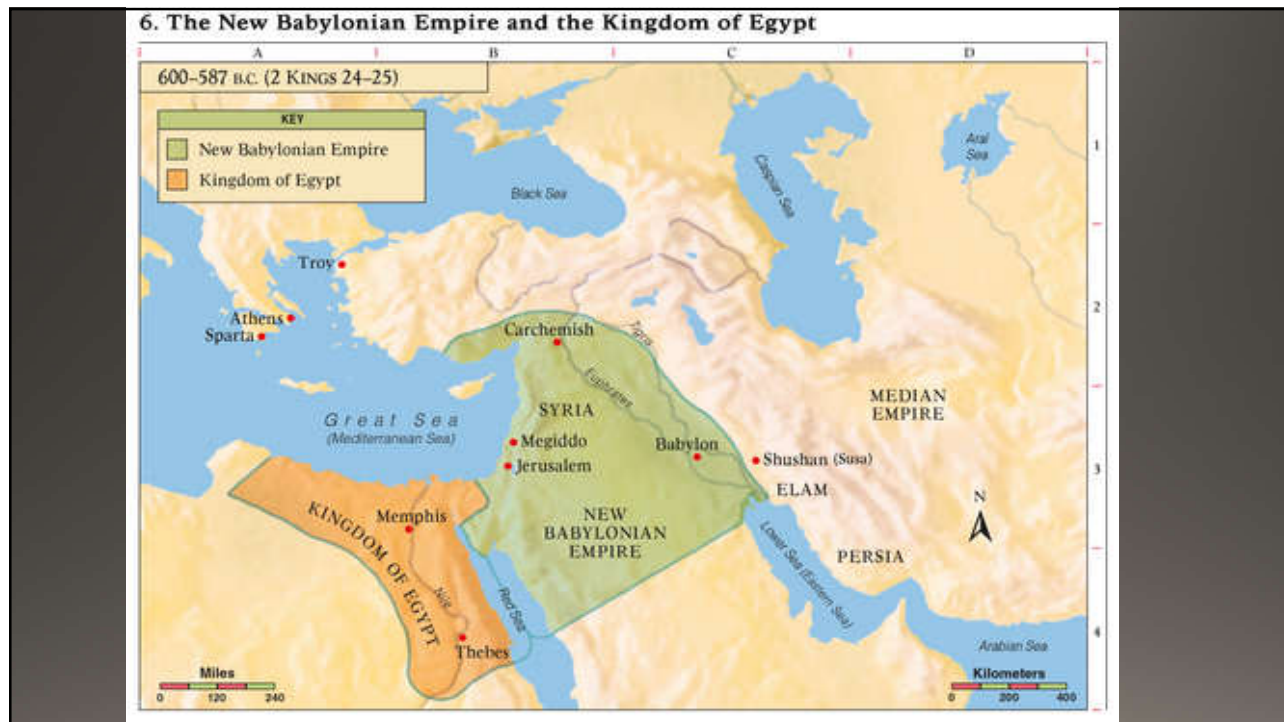 6. The New Babylonian Empire and the Kingdom of Egypt
A B C D
600–587 B.C. (2 KINGS 24–25)
KEY
New Babylonian Empire
Kingdom of Egypt
1
Aral
Sea
Caspian Sea
Black Sea
Troy
2
Athens
Sparta
Carchemish
Tigris
Euphrates
MEDIAN
EMPIRE
SYRIA
Great Sea
(Mediterranean Sea)
Megiddo
Babylon
Jerusalem
Shushan (Susa)
3
ELAM
KINGDOM OF EGYPT
Memphis
NEW
BABYLONIAN
EMPIRE
N
Lower Sea (Eastern Sea)
PERSIA
Nile
Red Sea
4
Thebes
Arabian Sea
Miles
0 120 240
Kilometers
0 200 400